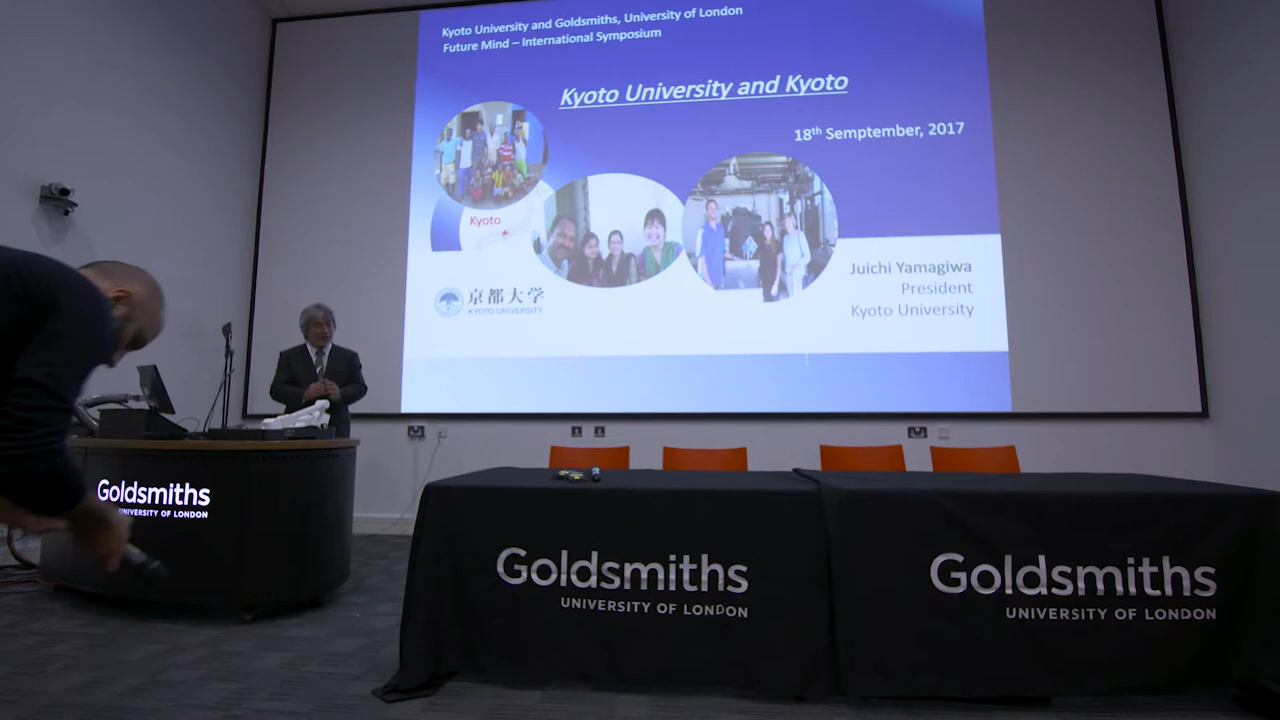 Kyoto University and Goldsmiths, University of London
Future Mind – International Symposium
Kyoto University and Kyoto
18th Semptember, 2017
Kyoto
京都大学
KYOTO UNIVERSITY
Juichi Yamagiwa
President
Kyoto University
Goldsmiths
UNIVERSITY OF LONDON
Goldsmiths
UNIVERSITY OF LONDON
Goldsmiths
UNIVERSITY OF LONDON